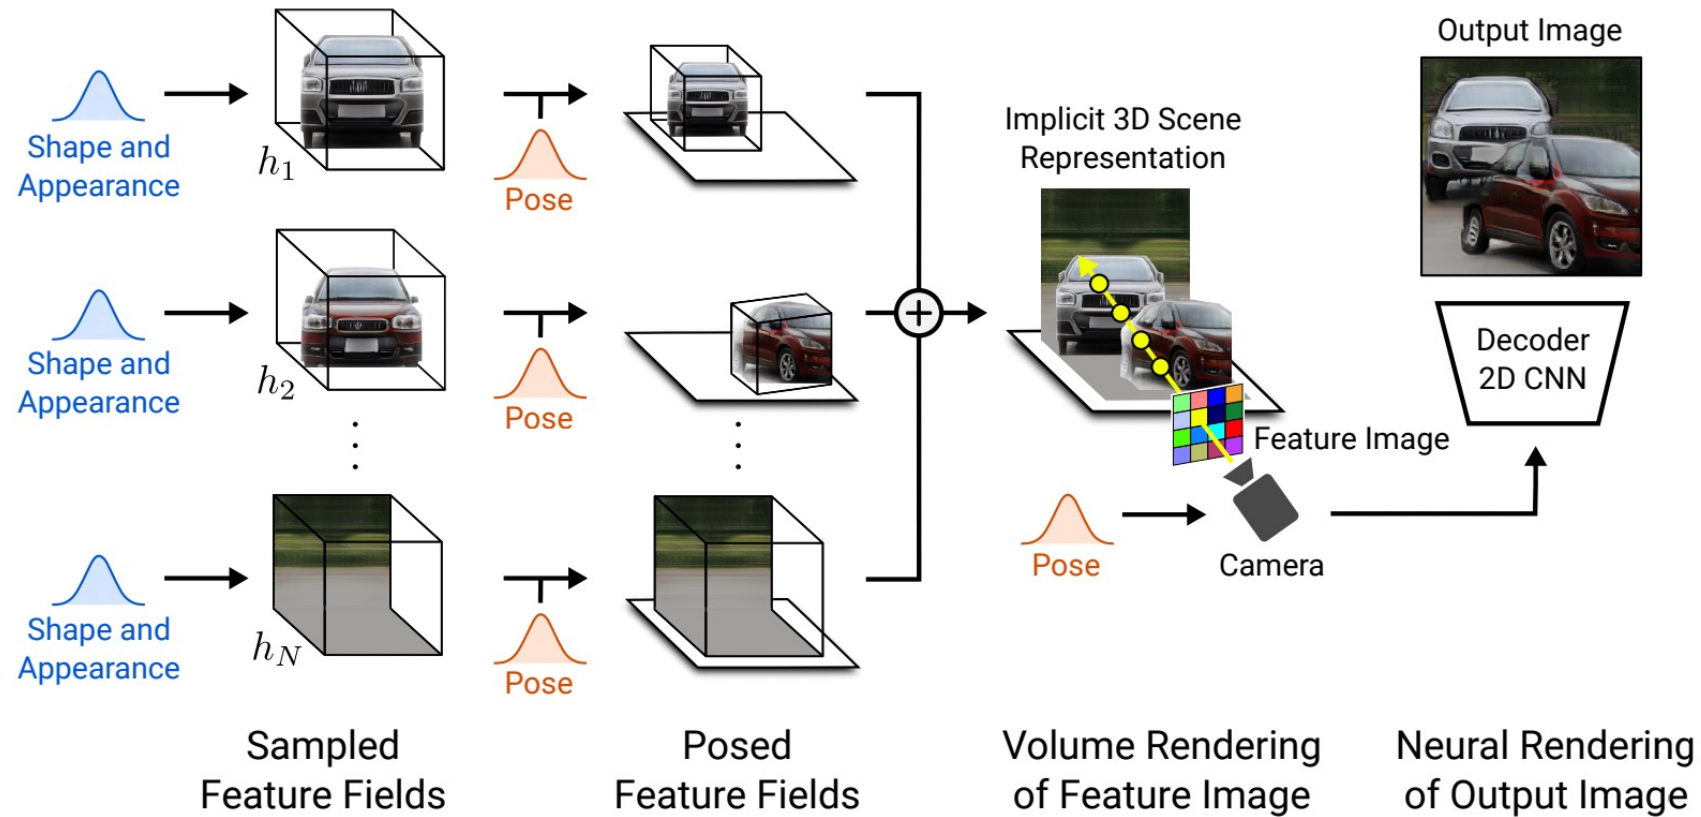 Shape and
Appearance
h1
Pose
Shape and
Appearance
h2
Pose
Shape and
Appearance
hN
Pose
Implicit 3D Scene
Representation
Feature Image
Pose
Camera
Output Image
Decoder
2D CNN
Sampled
Feature Fields
Posed
Feature Fields
Volume Rendering
of Feature Image
Neural Rendering
of Output Image